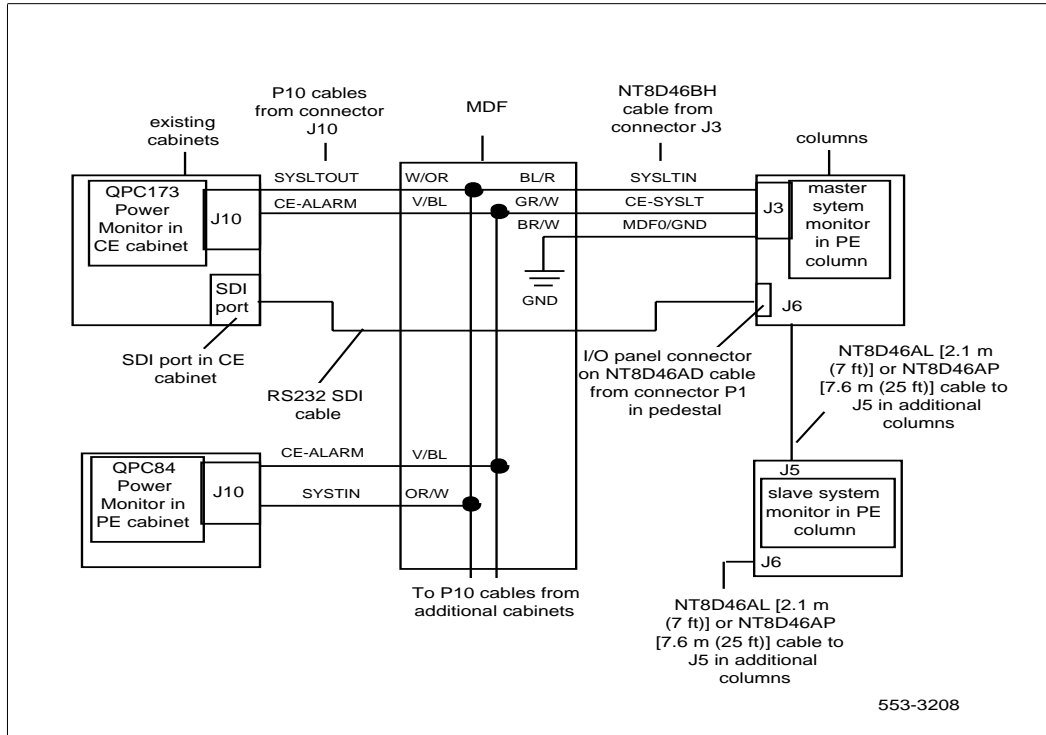 P10 cables
from connector
J10
MDF
NT8D46BH
cable from
connector J3
existing
cabinets
columns
SYSLTOUT
W/OR
BL/R
SYSLTIN
QPC173
Power
Monitor in
CE cabinet
J10
CE-ALARM
V/BL
GR/W
CE-SYSLT
BR/W
MDF0/GND
J3
master
sytem
monitor
in PE
column
GND
SDI
port
J6
SDI port in CE
cabinet
RS232 SDI
cable
I/O panel connector
on NT8D46AD cable
from connector P1
in pedestal
NT8D46AL [2.1 m
(7 ft)] or NT8D46AP
[7.6 m (25 ft)] cable to
J5 in additional
columns
QPC84
Power
Monitor in
PE cabinet
J10
CE-ALARM
V/BL
SYSTIN
OR/W
J5
slave system
monitor in PE
column
J6
To P10 cables from
additional cabinets
NT8D46AL [2.1 m
(7 ft)] or NT8D46AP
[7.6 m (25 ft)] cable to
J5 in additional
columns
553-3208